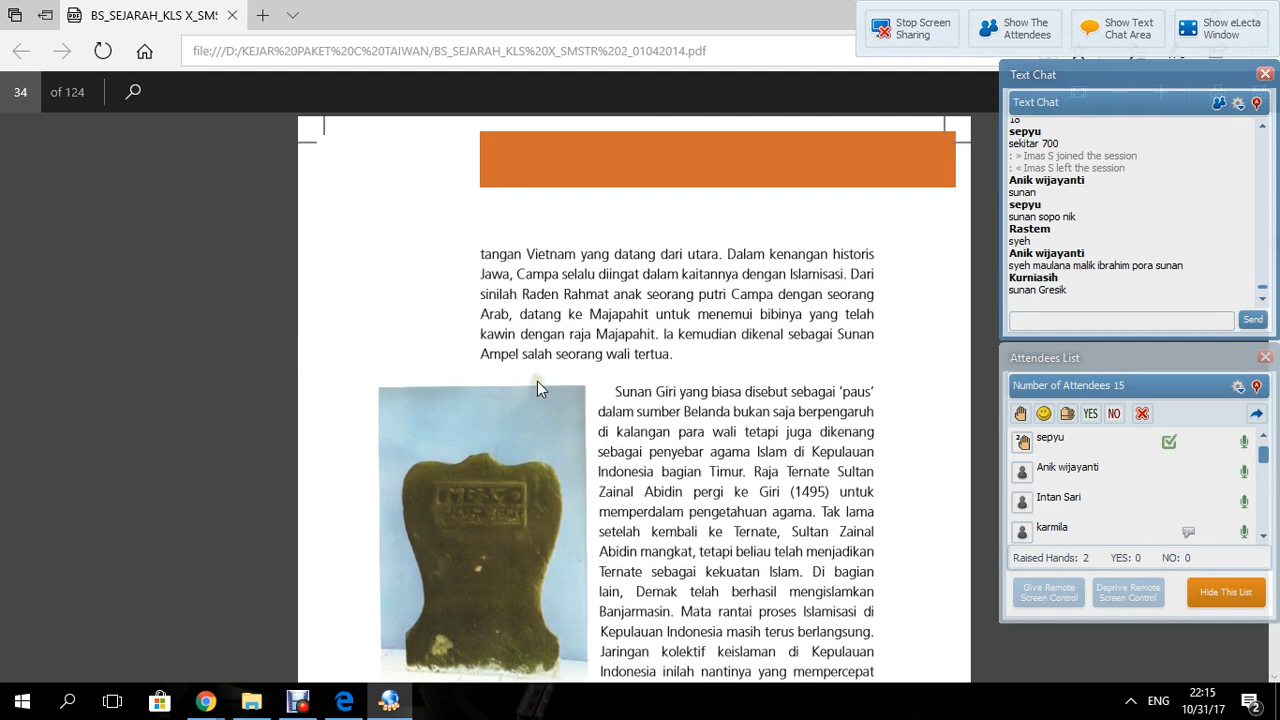 BS_SEJARAH_KLS X_SMS
file:///D:/KEJAR%20PAKET%20C%20TAIWAN/BS_SEJARAH_KLS%20X_SMSTR%202_01042014.pdf
Stop Screen
Sharing
Show The
Attendees
Show Text
Chat Area
Show eLecta
Window
34 of 124
tangan Vietnam yang datang dari utara. Dalam kenangan historis
Jawa, Campa selalu diingat dalam kaitannya dengan Islamisasi. Dari
sinilah Raden Rahmat anak seorang putri Campa dengan seorang
Arab, datang ke Majapahit untuk menemui bibinya yang telah
kawin dengan raja Majapahit. Ia kemudian dikenal sebagai Sunan
Ampel salah seorang wali tertua.
Sunan Giri yang biasa disebut sebagai ‘paus’
dalam sumber Belanda bukan saja berpengaruh
di kalangan para wali tetapi juga dikenang
sebagai penyebar agama Islam di Kepulauan
Indonesia bagian Timur. Raja Ternate Sultan
Zainal Abidin pergi ke Giri (1495) untuk
memperdalam pengetahuan agama. Tak lama
setelah kembali ke Ternate, Sultan Zainal
Abidin mangkat, tetapi beliau telah menjadikan
Ternate sebagai kekuatan Islam. Di bagian
lain, Demak telah berhasil mengislamkan
Banjarmasin. Mata rantai proses Islamisasi di
Kepulauan Indonesia masih terus berlangsung.
Jaringan kolektif keislaman di Kepulauan
Indonesia inilah nantinya yang mempercepat
Text Chat
Text Chat
18
sepyu
sekitar 700
: » Imas S joined the session
: « Imas S left the session
Anik wijayanti
sunan
sepyu
sunan sopo nik
Rastem
syeh
Anik wijayanti
syeh maulana malik ibrahim pora sunan
Kurniasih
sunan Gresik
Send
Attendees List
Number of Attendees 15
YES NO
sepyu
Anik wijayanti
Intan Sari
karmila
Raised Hands: 2 YES: 0 NO: 0
Give Remote
Screen Control
Deprive Remote
Screen Control
Hide This List
ENG
22:15
10/31/17
2